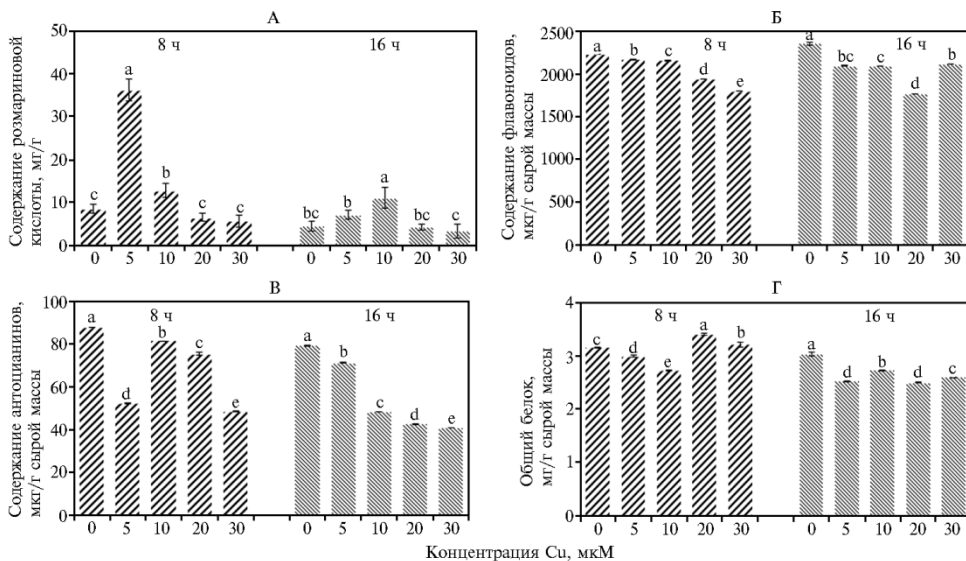 А
Содержание розмариновой
кислоты, мг/г
50
40
30
20
10
0
8 ч
16 ч
c
a
b
c
c
bc
b
a
bc
c
0 5 10 20 30 0 5 10 20 30
Б
Содержание флавоноидов,
мкг/г сырой массы
2500
2000
1500
1000
500
0
8 ч
16 ч
a
b
c
d
e
a
bc
c
d
b
0 5 10 20 30 0 5 10 20 30
В
Содержание автоцианинов,
мкг/г сырой массы
100
80
60
40
20
0
8 ч
16 ч
a
d
b
c
e
a
b
c
d
e
0 5 10 20 30 0 5 10 20 30
Г
Общий белок,
мг/г сырой массы
4
3
2
1
0
8 ч
16 ч
c
d
e
a
b
a
d
b
d
c
0 5 10 20 30 0 5 10 20 30
Концентрация Cu, мкМ